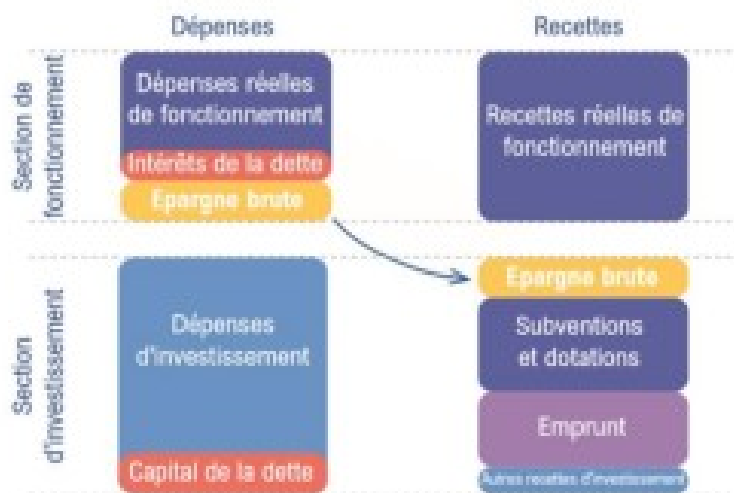 Dépenses
Recettes
Section de
fonctionnement
Dépenses réelles
de fonctionnement
Intérêts de la dette
Epargne brute
Recettes réelles de
fonctionnement
Section
d'investissement
Dépenses
d'investissement
Capital de la dette
Epargne brute
Subventions
et dotations
Emprunt
Autres recettes d'investissement